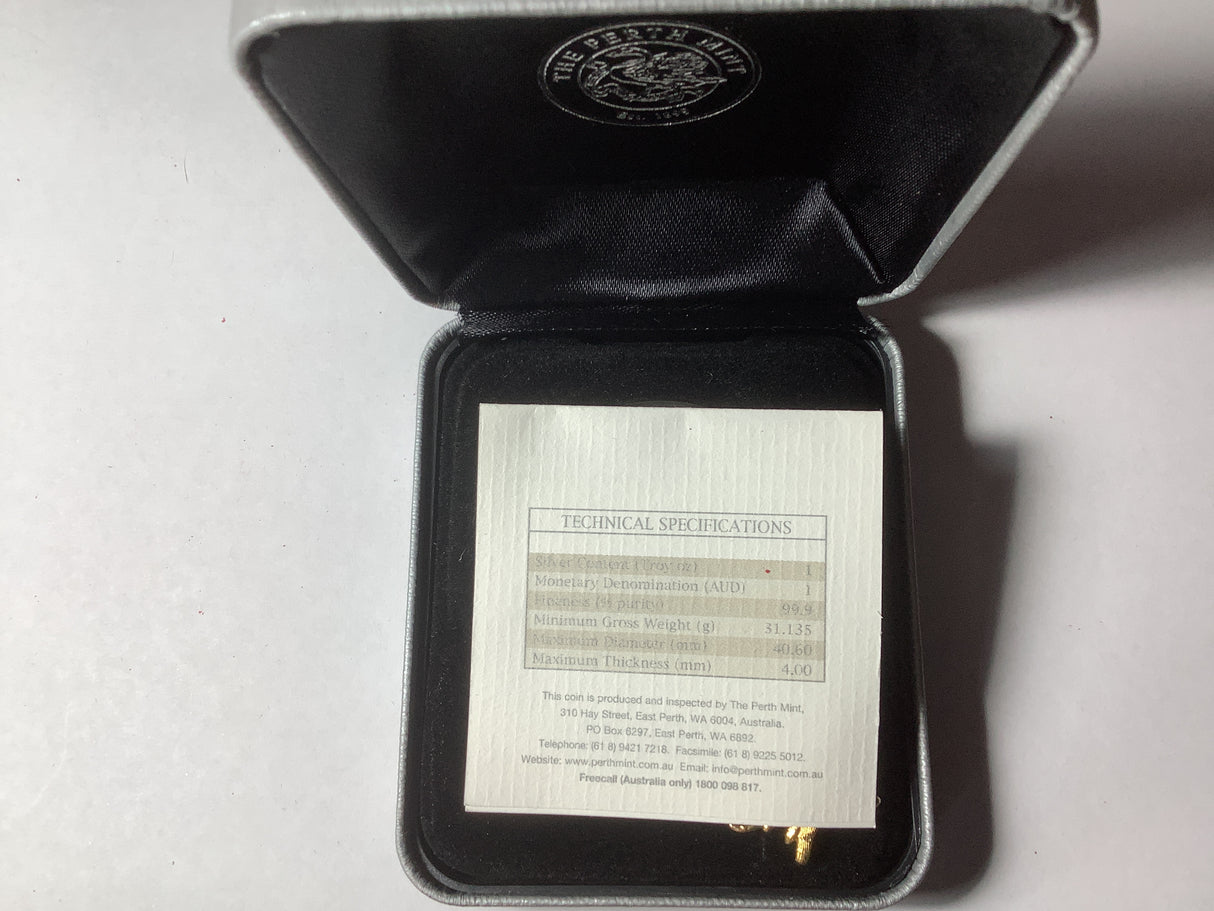 THE PERTH MINT
TECHNICAL SPECIFICATIONS
Silver Content (Troy oz) 1
Monetary Denomination (AUD) 1
Fineness (% purity) 99.9
Minimum Gross Weight (g) 31.135
Maximum Diameter (mm) 40.60
Maximum Thickness (mm) 4.00
This coin is produced and inspected by The Perth Mint,
310 Hay Street, East Perth, WA 6004, Australia.
PO Box 6297, East Perth, WA 6892.
Telephone: (61 8) 9421 7218. Facsimile: (61 8) 9225 5012.
Website: www.perthmint.com.au Email: info@perthmint.com.au
Freecall (Australia only) 1800 098 817.